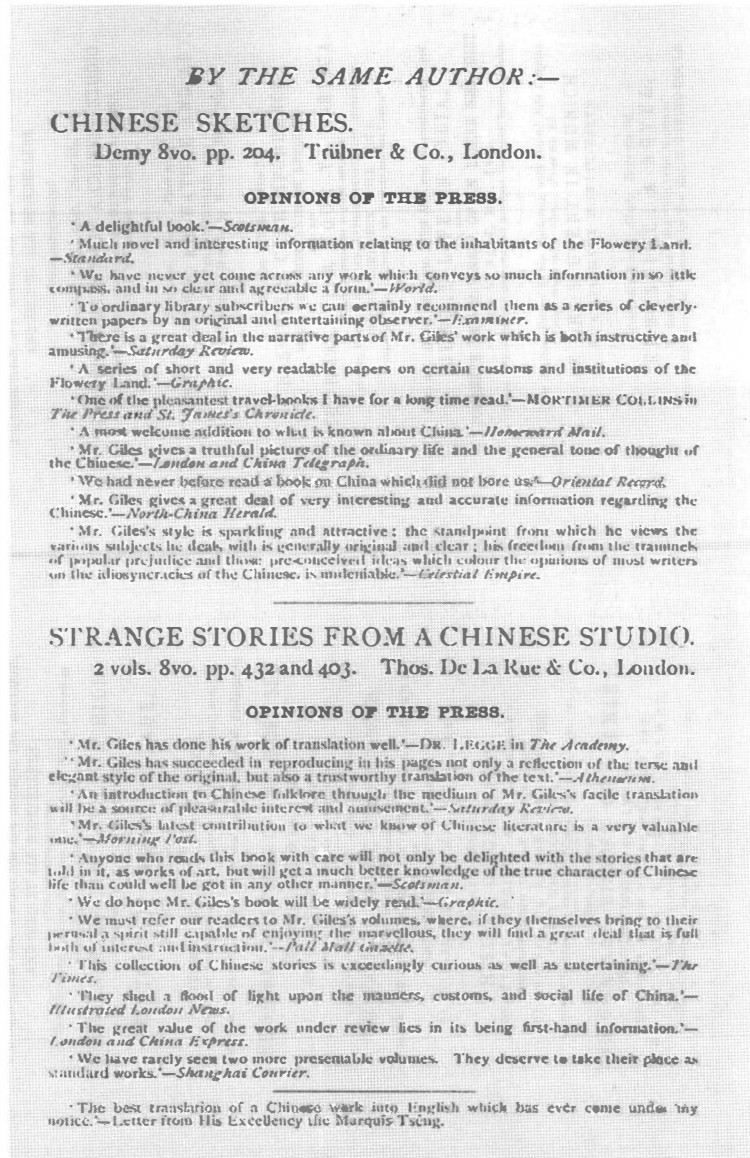 BY THE SAME AUTHOR:—
CHINESE SKETCHES.
Demy 8vo. pp. 204. Trübner & Co., London.
OPINIONS OF THE PRESS.
'A delightful book.'—Scotsman.
'Much novel and interesting information relating to the inhabitants of the Flowery Land.
—Standard.
'We have never yet come across any work which conveys so much information in so little
compass, and in so clear and agreeable a form.'—World.
'To ordinary library subscribers we can certainly recommend them as a series of cleverly-
written papers by an original and entertaining observer.'—Examiner.
'There is a great deal in the narrative parts of Mr. Giles' work which is both instructive and
amusing.'—Saturday Review.
'A series of short and very readable papers on certain customs and institutions of the
Flowery Land.'—Graphic.
'One of the pleasantest travel-books I have for a long time read.'—MORTIMER COLLINS in
The Press and St. James's Chronicle.
'A most welcome addition to what is known about China.'—Homeward Mail.
'Mr. Giles gives a truthful picture of the ordinary life and the general tone of thought of
the Chinese.'—London and China Telegraph.
'We had never before read a book on China which did not bore us.'—Oriental Record.
'Mr. Giles gives a great deal of very interesting and accurate information regarding the
Chinese.'—North-China Herald.
'Mr. Giles's style is sparkling and attractive; the standpoint from which he views the
various subjects he deals with is generally original and clear; his freedom from the trammels
of popular prejudice and those pre-conceived ideas which colour the opinions of most writers
on the idiosyncracies of the Chinese, is undeniable.'—Celestial Empire.
STRANGE STORIES FROM A CHINESE STUDIO.
2 vols. 8vo. pp. 432 and 403. Thos. De La Rue & Co., London.
OPINIONS OF THE PRESS.
'Mr. Giles has done his work of translation well.'—DR. LEGGE in The Academy.
''Mr. Giles has succeeded in reproducing in his pages not only a reflection of the terse and
elegant style of the original, but also a trustworthy translation of the text.'—Athenæum.
'An introduction to Chinese folklore through the medium of Mr. Giles's facile translation
will be a source of pleasurable interest and amusement.'—Saturday Review.
'Mr. Giles's latest contribution to what we know of Chinese literature is a very valuable
one.'—Morning Post.
'Anyone who reads this book with care will not only be delighted with the stories that are
told in it, as works of art, but will get a much better knowledge of the true character of Chinese
life than could well be got in any other manner.'—Scotsman.
'We do hope Mr. Giles's book will be widely read.'—Graphic.
'We must refer our readers to Mr. Giles's volumes, where, if they themselves bring to their
perusal a spirit still capable of enjoying the marvellous, they will find a great deal that is full
both of interest and instruction.'—Pall Mall Gazette.
'This collection of Chinese stories is exceedingly curious as well as entertaining.'—The
Times.
'They shed a flood of light upon the manners, customs, and social life of China.'—
Illustrated London News.
'The great value of the work under review lies in its being first-hand information.'—
London and China Express.
'We have rarely seen two more presentable volumes. They deserve to take their place as
standard works.'—Shanghai Courier.
'The best translation of a Chinese work into English which has ever come under my
notice.'—Letter from His Excellency the Marquis Tsêng.